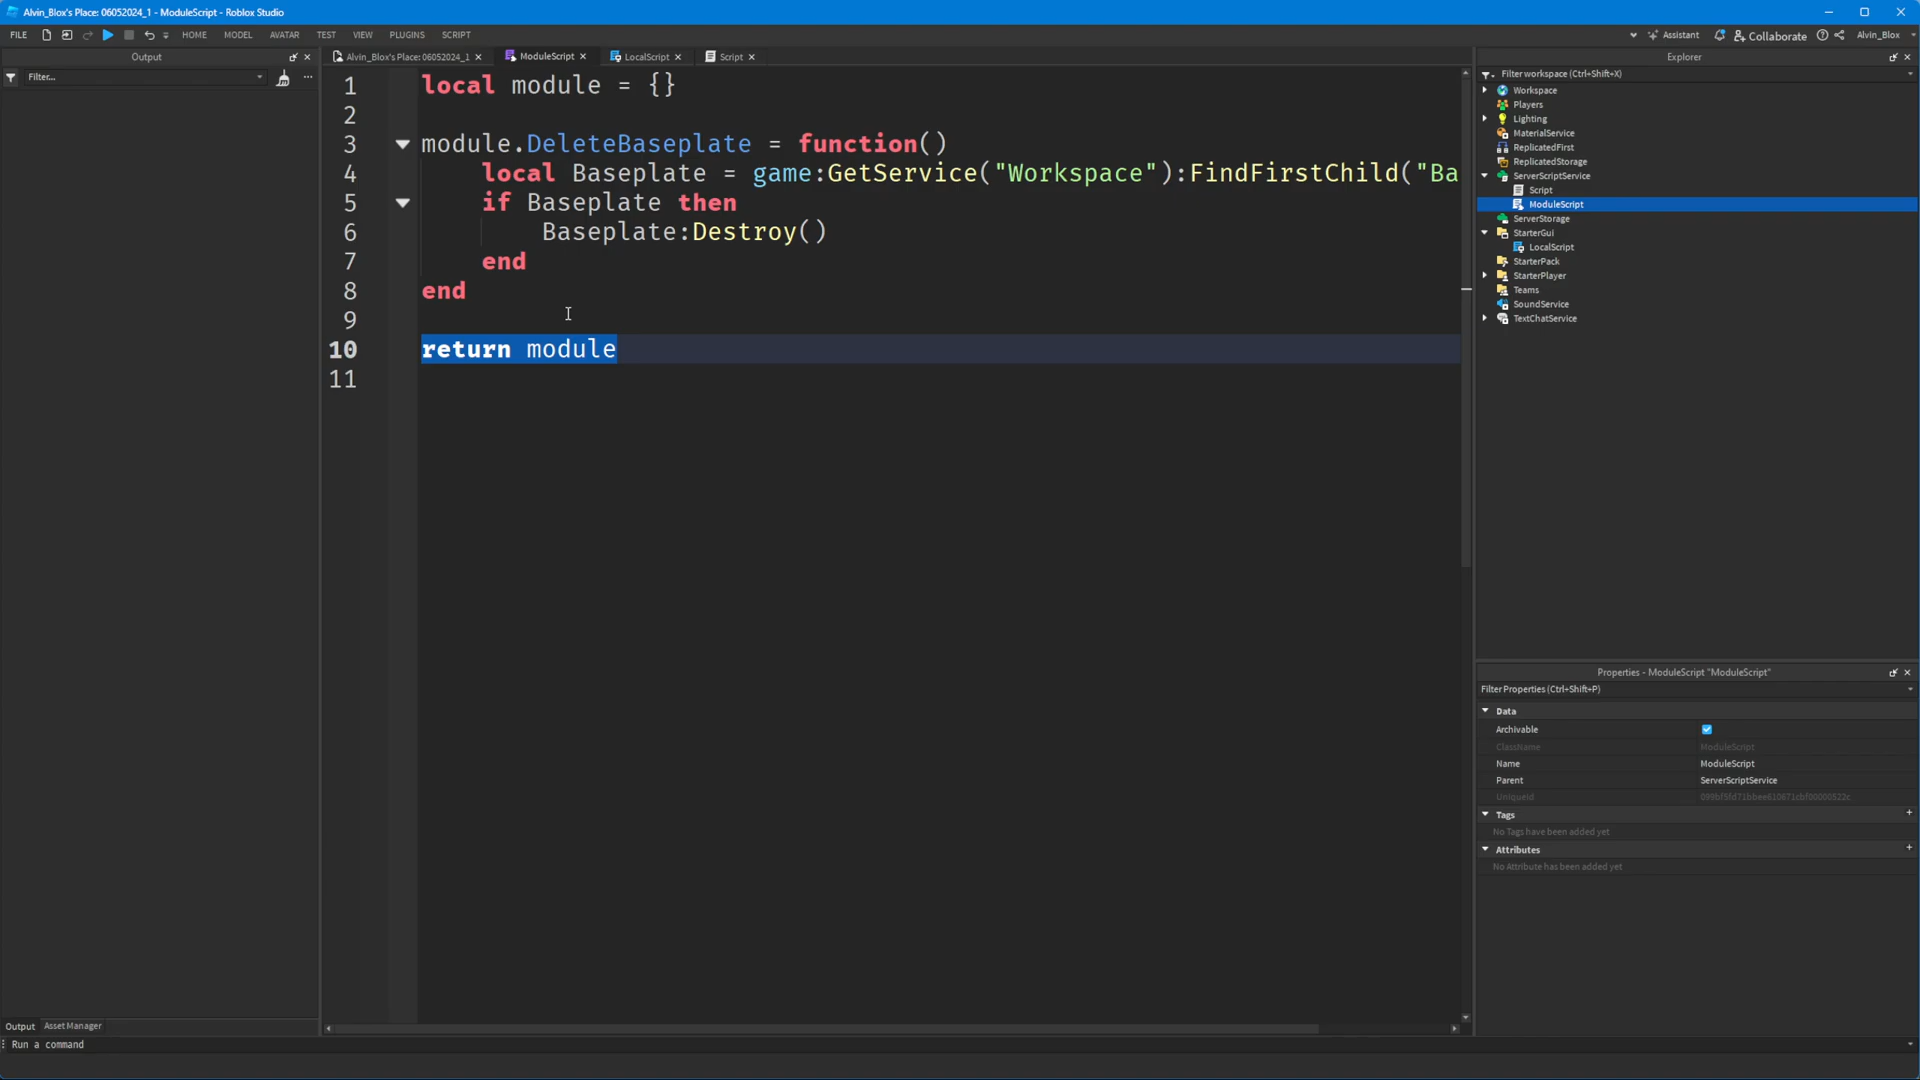 Alvin_Blox's Place: 06052024_1 - ModuleScript - Roblox Studio
FILE HOME MODEL AVATAR TEST VIEW PLUGINS SCRIPT Assistant Collaborate Alvin_Blox
Output
Filter...
Alvin_Blox's Place: 06052024_1 ModuleScript LocalScript Script
1 local module = {}
2
3 module.DeleteBaseplate = function()
4 local Baseplate = game:GetService("Workspace"):FindFirstChild("Ba
5 if Baseplate then
6 Baseplate:Destroy()
7 end
8 end
9
10 return module
11
Explorer
Filter workspace (Ctrl+Shift+X)
Workspace
Players
Lighting
MaterialService
ReplicatedFirst
ReplicatedStorage
ServerScriptService
Script
ModuleScript
ServerStorage
StarterGui
LocalScript
StarterPack
StarterPlayer
Teams
SoundService
TextChatService
Properties - ModuleScript "ModuleScript"
Filter Properties (Ctrl+Shift+P)
Data
Archivable
ClassName ModuleScript
Name ModuleScript
Parent ServerScriptService
UniqueId
Tags
No Tags have been added yet
Attributes
No Attribute has been added yet
Output Asset Manager
Run a command